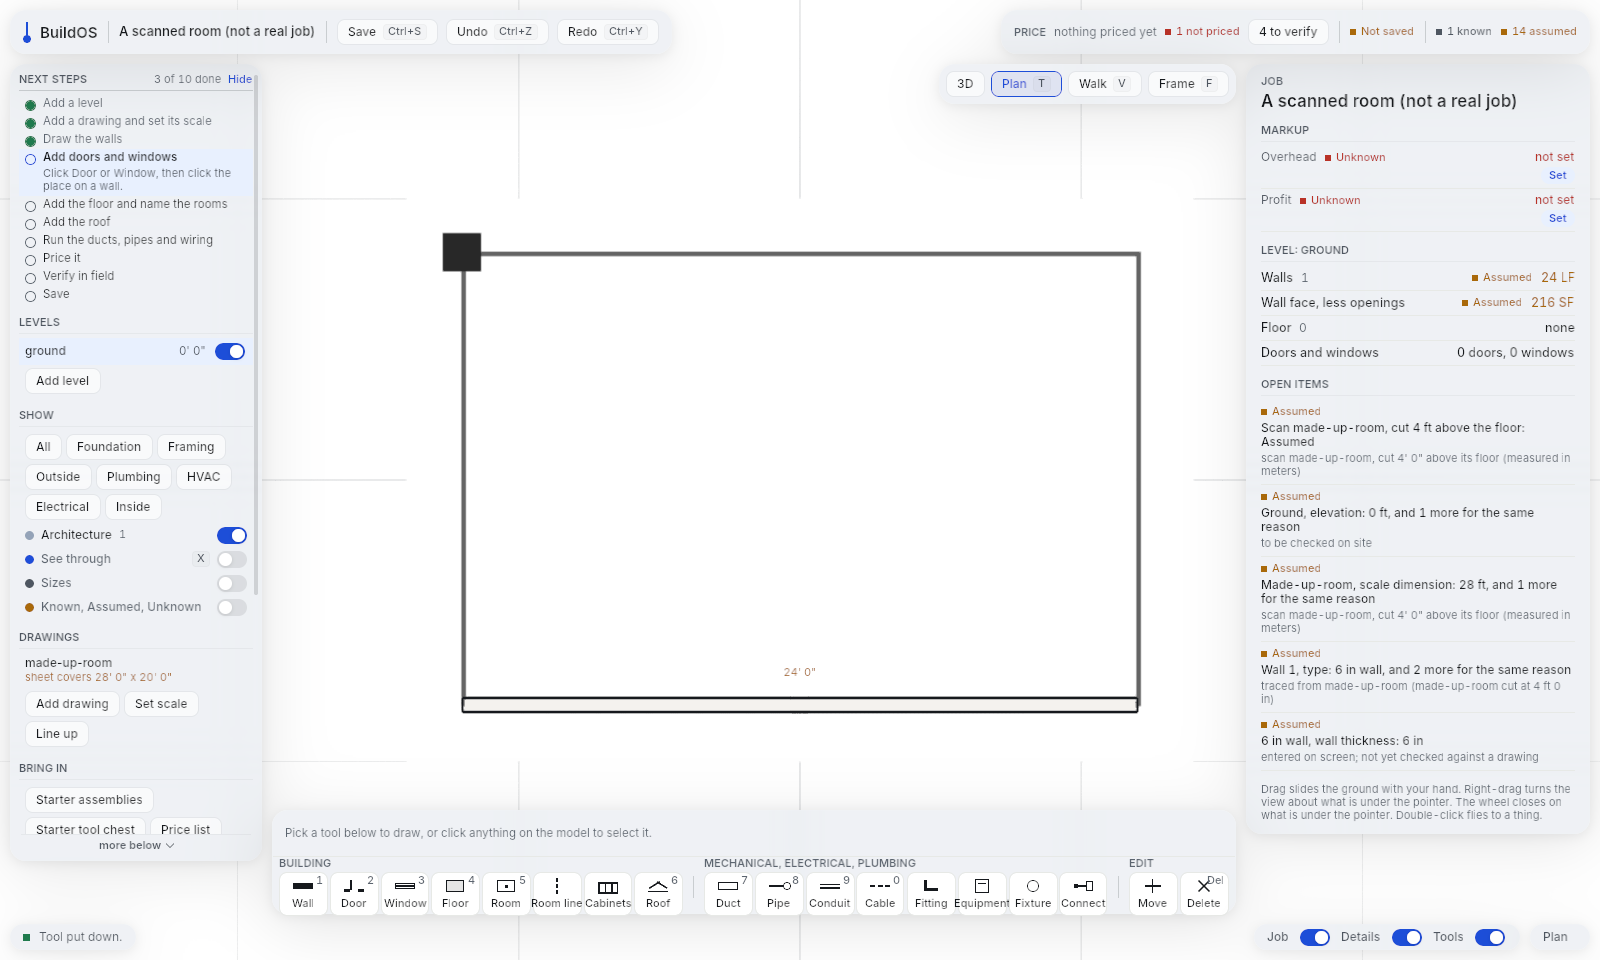 BuildOS
A scanned room (not a real job)
Save Ctrl+S
Undo Ctrl+Z
Redo Ctrl+Y
PRICE nothing priced yet 1 not priced
4 to verify
Not saved
1 known 14 assumed
3D
Plan T
Walk V
Frame F
NEXT STEPS 3 of 10 done Hide
Add a level
Add a drawing and set its scale
Draw the walls
Add doors and windows
Click Door or Window, then click the
place on a wall.
Add the floor and name the rooms
Add the roof
Run the ducts, pipes and wiring
Price it
Verify in field
Save
LEVELS
ground 0' 0"
Add level
SHOW
All Foundation Framing
Outside Plumbing HVAC
Electrical Inside
Architecture 1
See through X
Sizes
Known, Assumed, Unknown
DRAWINGS
made-up-room
sheet covers 28' 0" x 20' 0"
Add drawing Set scale
Line up
BRING IN
Starter assemblies
Starter tool chest Price list
more below
Tool put down.
24' 0"
Pick a tool below to draw, or click anything on the model to select it.
BUILDING
1 Wall
2 Door
3 Window
4 Floor
5 Room
Room line
Cabinets
6 Roof
MECHANICAL, ELECTRICAL, PLUMBING
7 Duct
8 Pipe
9 Conduit
0 Cable
Fitting
Equipment
Fixture
Connect
EDIT
Move
Del Delete
JOB
A scanned room (not a real job)
MARKUP
Overhead Unknown not set
Set
Profit Unknown not set
Set
LEVEL: GROUND
Walls 1 Assumed 24 LF
Wall face, less openings Assumed 216 SF
Floor 0 none
Doors and windows 0 doors, 0 windows
OPEN ITEMS
Assumed
Scan made-up-room, cut 4 ft above the floor:
Assumed
scan made-up-room, cut 4' 0" above its floor (measured in
meters)
Assumed
Ground, elevation: 0 ft, and 1 more for the same
reason
to be checked on site
Assumed
Made-up-room, scale dimension: 28 ft, and 1 more
for the same reason
scan made-up-room, cut 4' 0" above its floor (measured in
meters)
Assumed
Wall 1, type: 6 in wall, and 2 more for the same reason
traced from made-up-room (made-up-room cut at 4 ft 0
in)
Assumed
6 in wall, wall thickness: 6 in
entered on screen; not yet checked against a drawing
Drag slides the ground with your hand. Right-drag turns the
view about what is under the pointer. The wheel closes on
what is under the pointer. Double-click flies to a thing.
Job Details Tools Plan